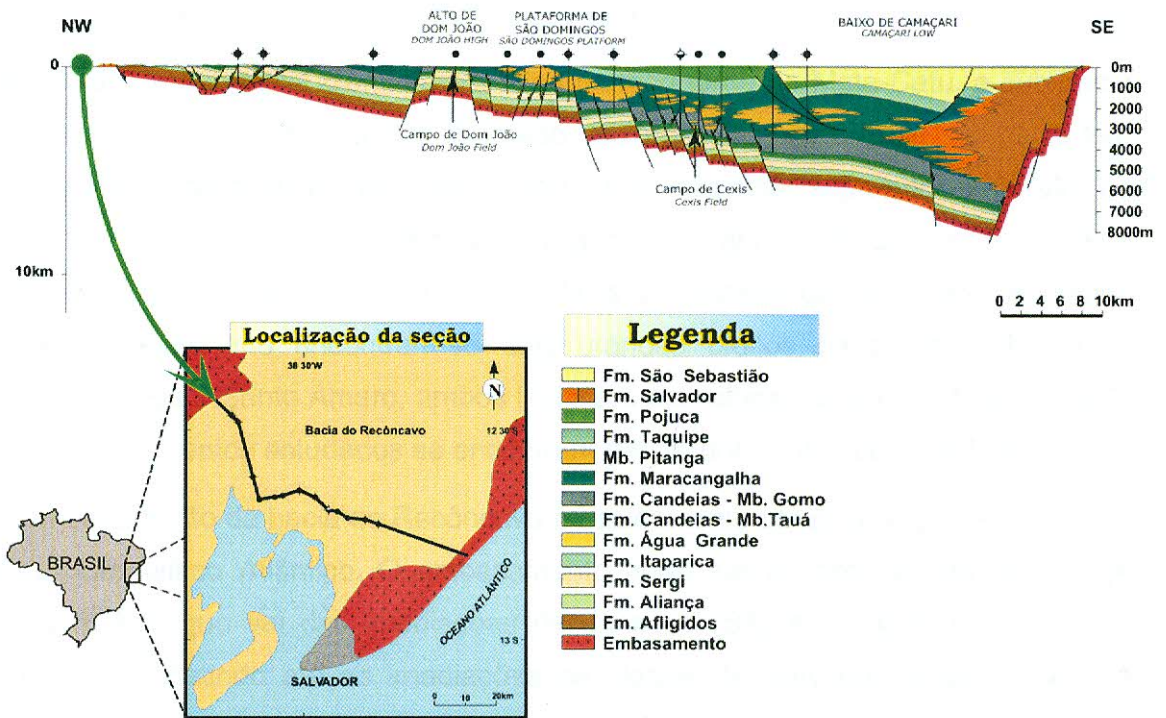 NW
ALTO DE
DOM JOÃO
DOM JOÃO HIGH
PLATAFORMA DE
SÃO DOMINGOS
SÃO DOMINGOS PLATFORM
BAIXO DE CAMAÇARI
CAMAÇARI LOW
SE
0
10km
Campo de Dom João
Dom João Field
Campo de Cexis
Cexis Field
0m
1000
2000
3000
4000
5000
6000
7000
8000m
0 2 4 6 8 10km
Localização da seção
38 30'W
N
Bacia do Recôncavo
12 30'S
13 S
OCEANO ATLÂNTICO
SALVADOR
0 10 20km
BRASIL
Legenda
Fm. São Sebastião
Fm. Salvador
Fm. Pojuca
Fm. Taquipe
Mb. Pitanga
Fm. Maracangalha
Fm. Candeias - Mb. Gomo
Fm. Candeias - Mb.Tauá
Fm. Água Grande
Fm. Itaparica
Fm. Sergi
Fm. Aliança
Fm. Afligidos
Embasamento